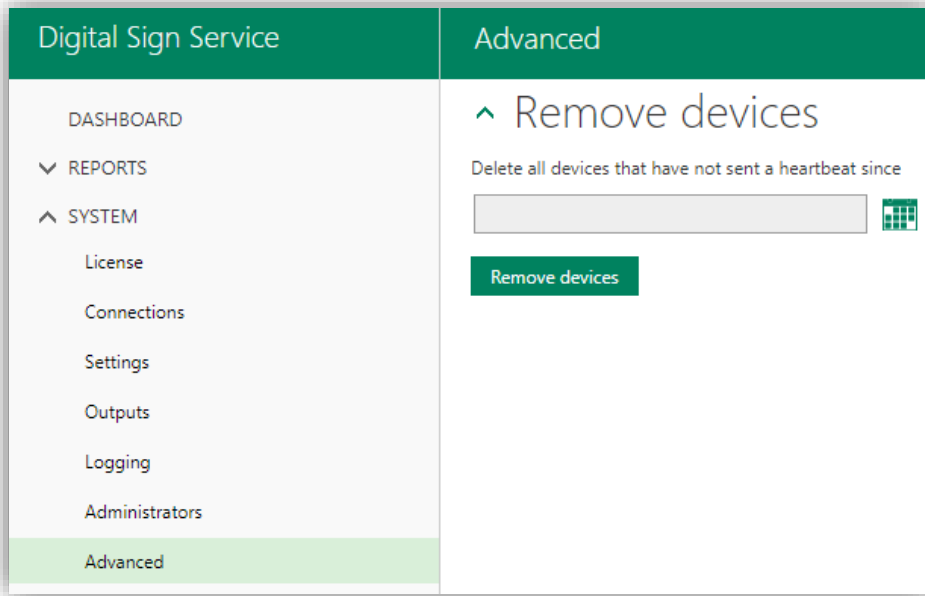 Digital Sign Service
DASHBOARD
REPORTS
SYSTEM
License
Connections
Settings
Outputs
Logging
Administrators
Advanced
Advanced
Remove devices
Delete all devices that have not sent a heartbeat since
Remove devices